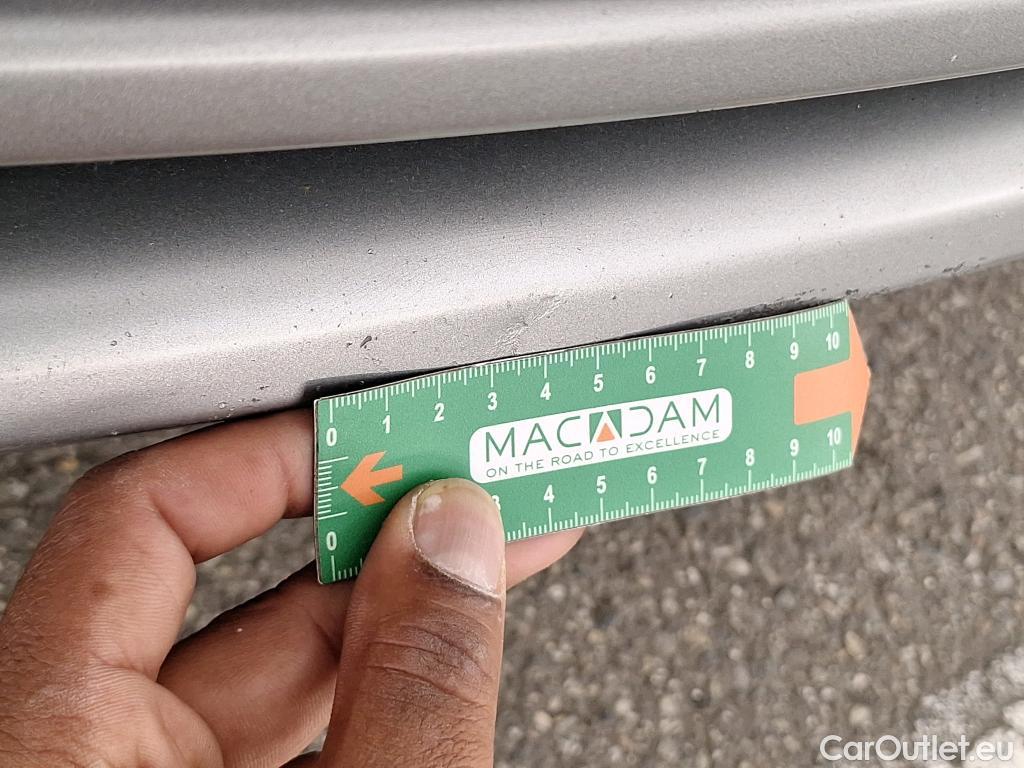 0 1 2 3 4 5 6 7 8 9 10
MACADAM
ON THE ROAD TO EXCELLENCE
0 3 4 5 6 7 8 9 10
CarOutlet.eu